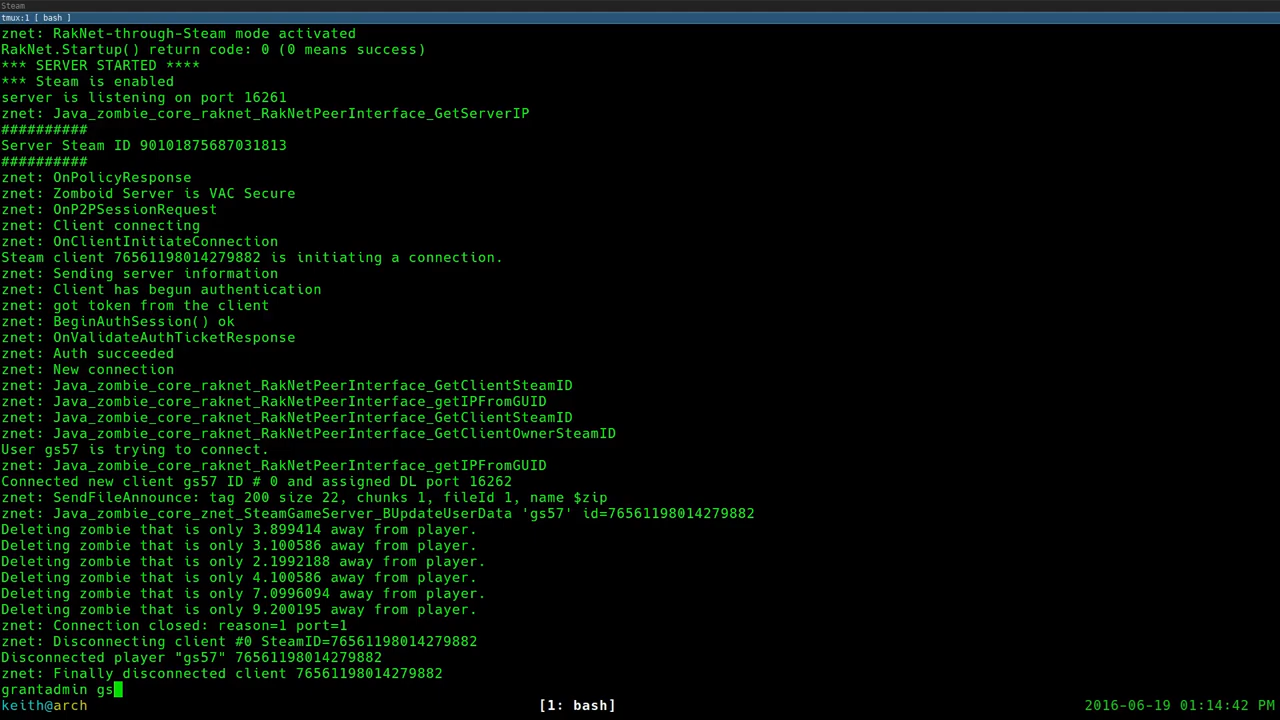 Steam
tmux:1 [ bash ]
znet: RakNet-through-Steam mode activated
RakNet.Startup() return code: 0 (0 means success)
*** SERVER STARTED ****
*** Steam is enabled
server is listening on port 16261
znet: Java_zombie_core_raknet_RakNetPeerInterface_GetServerIP
##########
Server Steam ID 90101875687031813
##########
znet: OnPolicyResponse
znet: Zomboid Server is VAC Secure
znet: OnP2PSessionRequest
znet: Client connecting
znet: OnClientInitiateConnection
Steam client 76561198014279882 is initiating a connection.
znet: Sending server information
znet: Client has begun authentication
znet: got token from the client
znet: BeginAuthSession() ok
znet: OnValidateAuthTicketResponse
znet: Auth succeeded
znet: New connection
znet: Java_zombie_core_raknet_RakNetPeerInterface_GetClientSteamID
znet: Java_zombie_core_raknet_RakNetPeerInterface_getIPFromGUID
znet: Java_zombie_core_raknet_RakNetPeerInterface_GetClientSteamID
znet: Java_zombie_core_raknet_RakNetPeerInterface_GetClientOwnerSteamID
User gs57 is trying to connect.
znet: Java_zombie_core_raknet_RakNetPeerInterface_getIPFromGUID
Connected new client gs57 ID # 0 and assigned DL port 16262
znet: SendFileAnnounce: tag 200 size 22, chunks 1, fileId 1, name $zip
znet: Java_zombie_core_znet_SteamGameServer_BUpdateUserData 'gs57' id=76561198014279882
Deleting zombie that is only 3.899414 away from player.
Deleting zombie that is only 3.100586 away from player.
Deleting zombie that is only 2.1992188 away from player.
Deleting zombie that is only 4.100586 away from player.
Deleting zombie that is only 7.0996094 away from player.
Deleting zombie that is only 9.200195 away from player.
znet: Connection closed: reason=1 port=1
znet: Disconnecting client #0 SteamID=76561198014279882
Disconnected player "gs57" 76561198014279882
znet: Finally disconnected client 76561198014279882
grantadmin gs
keith@arch [1: bash] 2016-06-19 01:14:42 PM